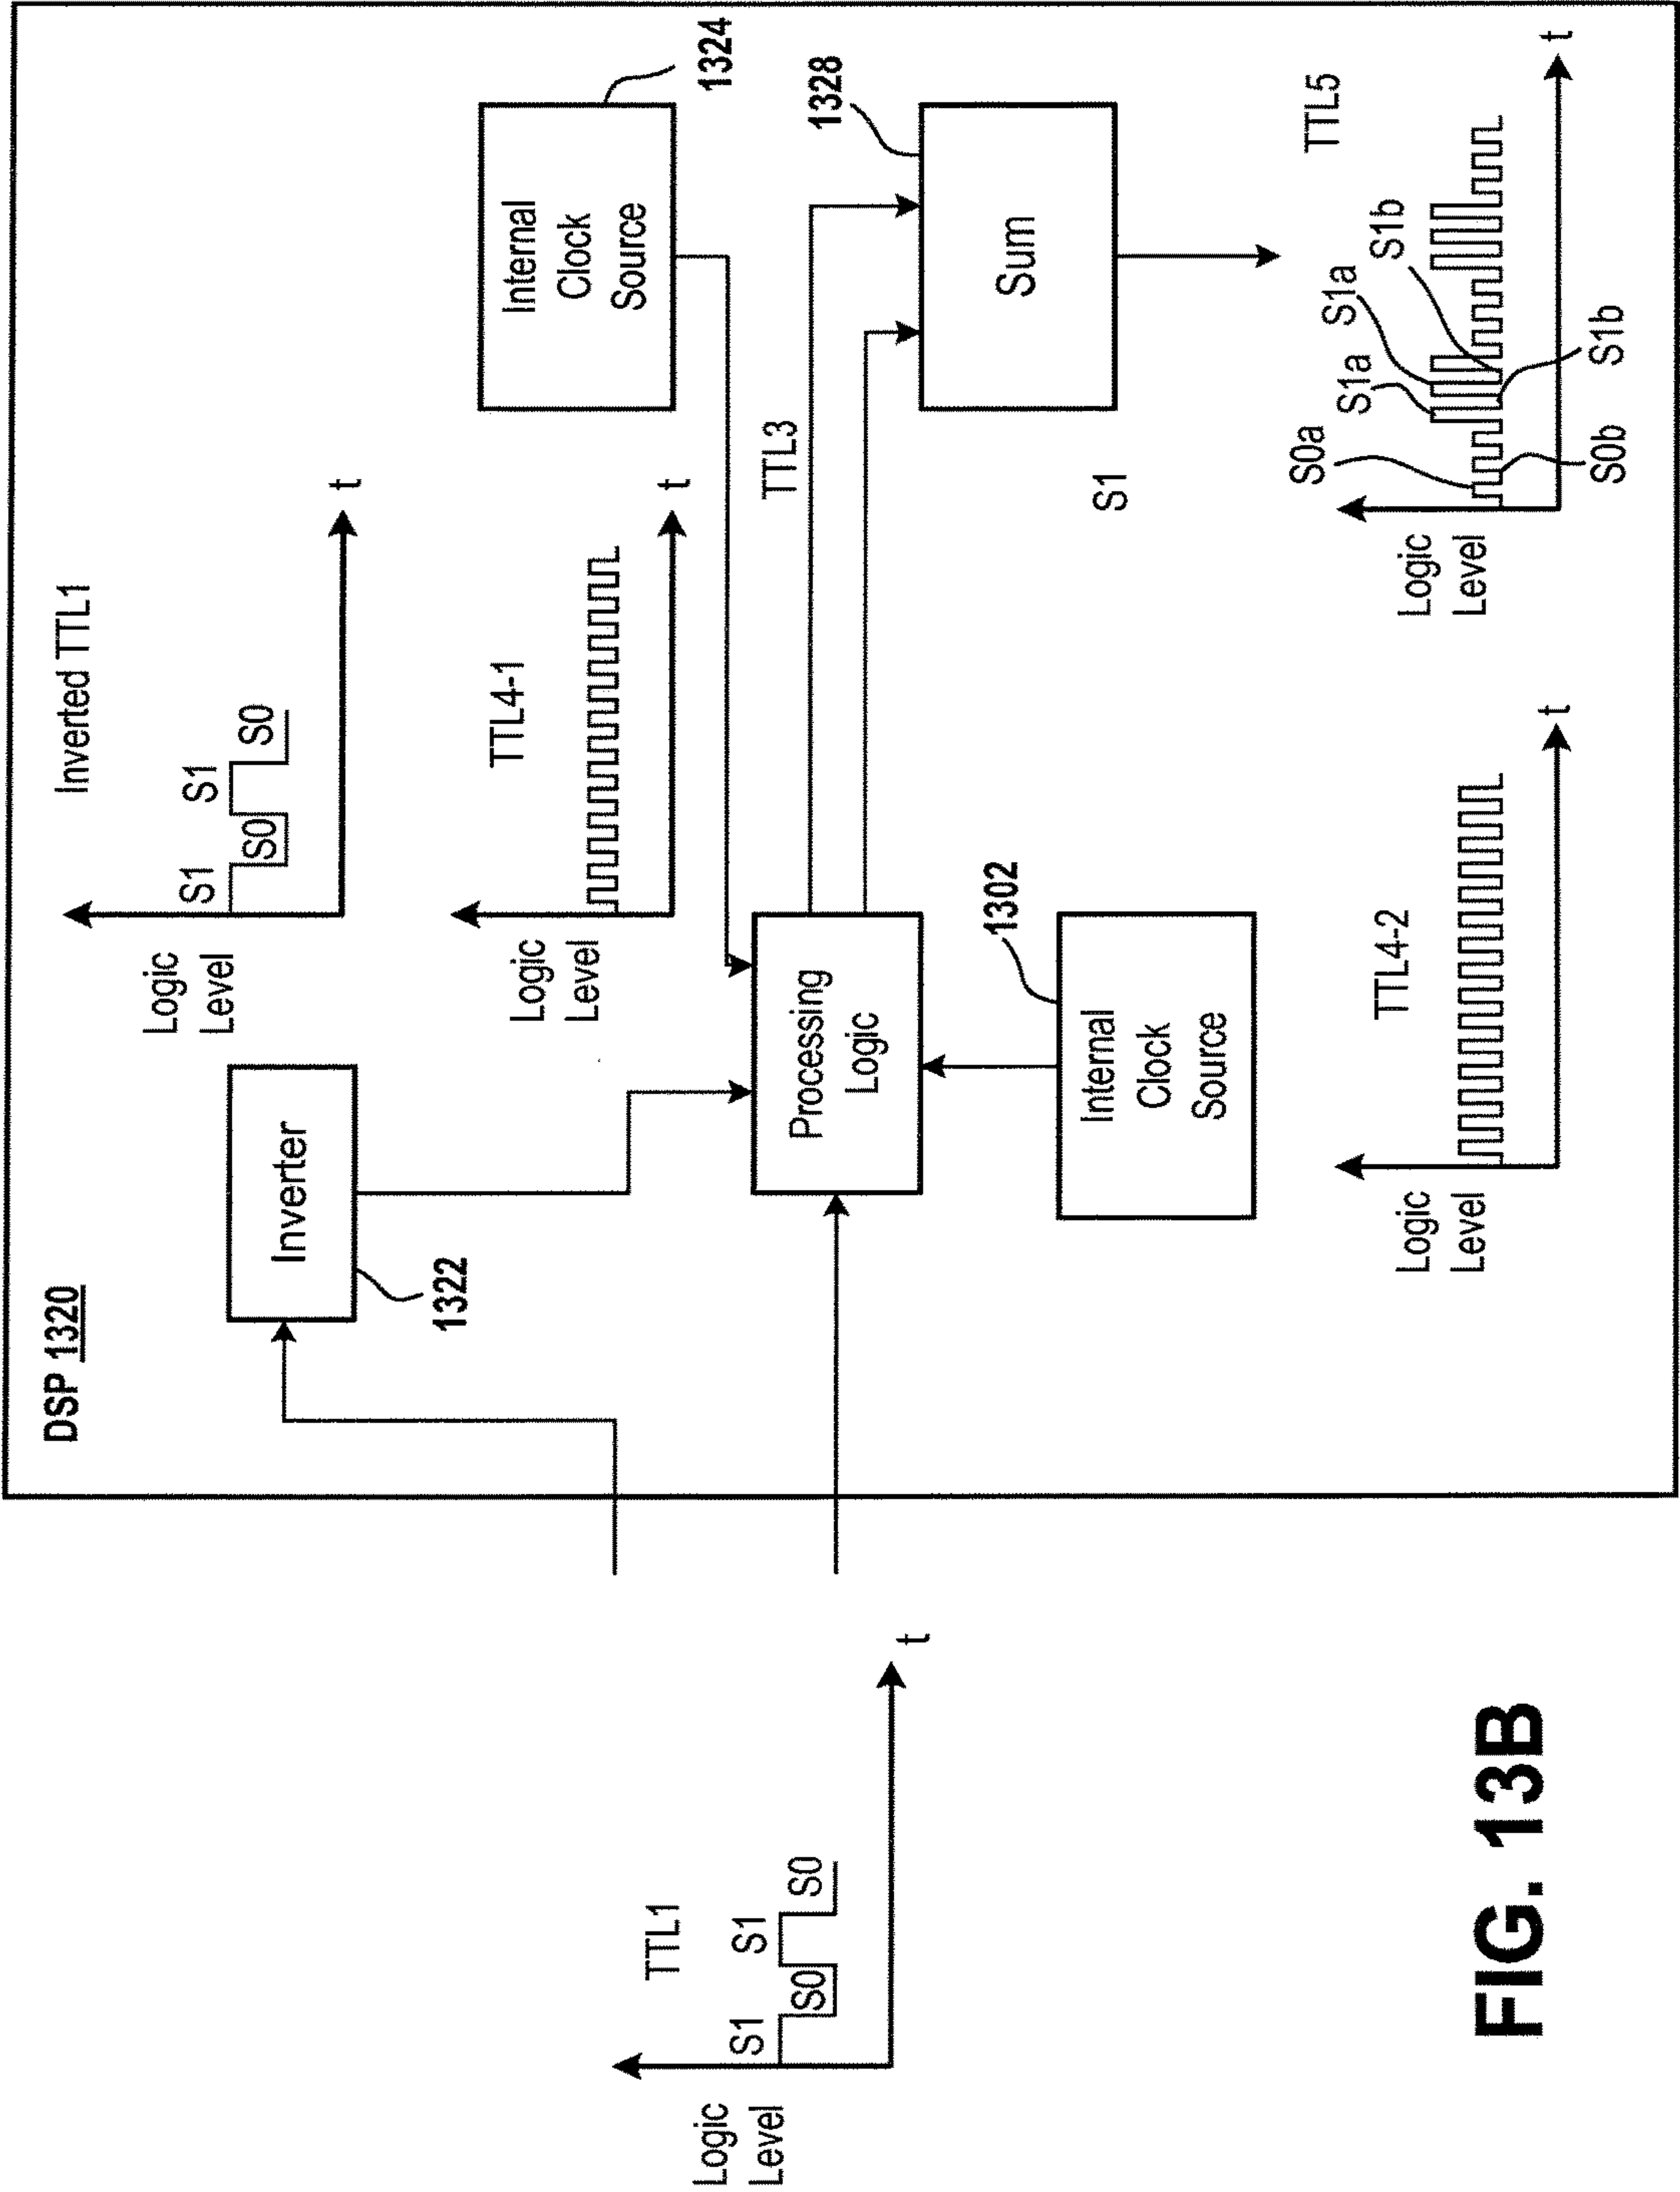 DSP 1320
Inverted TTL1
Logic
Level
S1
S0
S1
S0
t
Inverter
1322
TTL4-1
Logic
Level
t
Internal
Clock
Source
1324
TTL1
Logic
Level
S1
S0
S1
S0
t
Processing
Logic
TTL3
1328
Sum
S1
1302
Internal
Clock
Source
TTL4-2
Logic
Level
t
TTL5
Logic
Level
S0a
S1a
S1a
S1b
S0b
S1b
t
FIG. 13B